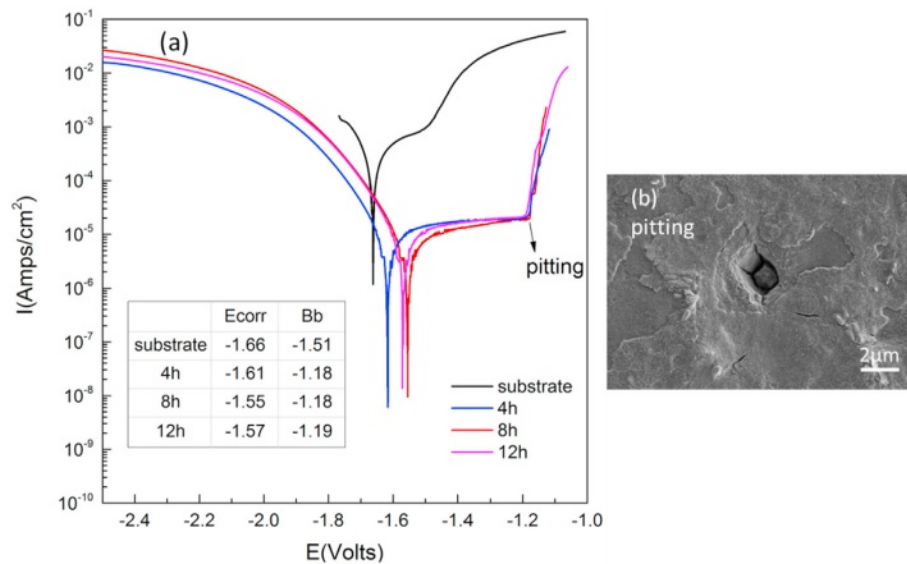 (a)
I(Amps/cm²)
10⁻¹
10⁻²
10⁻³
10⁻⁴
10⁻⁵
10⁻⁶
10⁻⁷
10⁻⁸
10⁻⁹
10⁻¹⁰
pitting
Ecorr Bb
substrate -1.66 -1.51
4h -1.61 -1.18
8h -1.55 -1.18
12h -1.57 -1.19
substrate
4h
8h
12h
-2.4 -2.2 -2.0 -1.8 -1.6 -1.4 -1.2 -1.0
E(Volts)
(b)
pitting
2μm